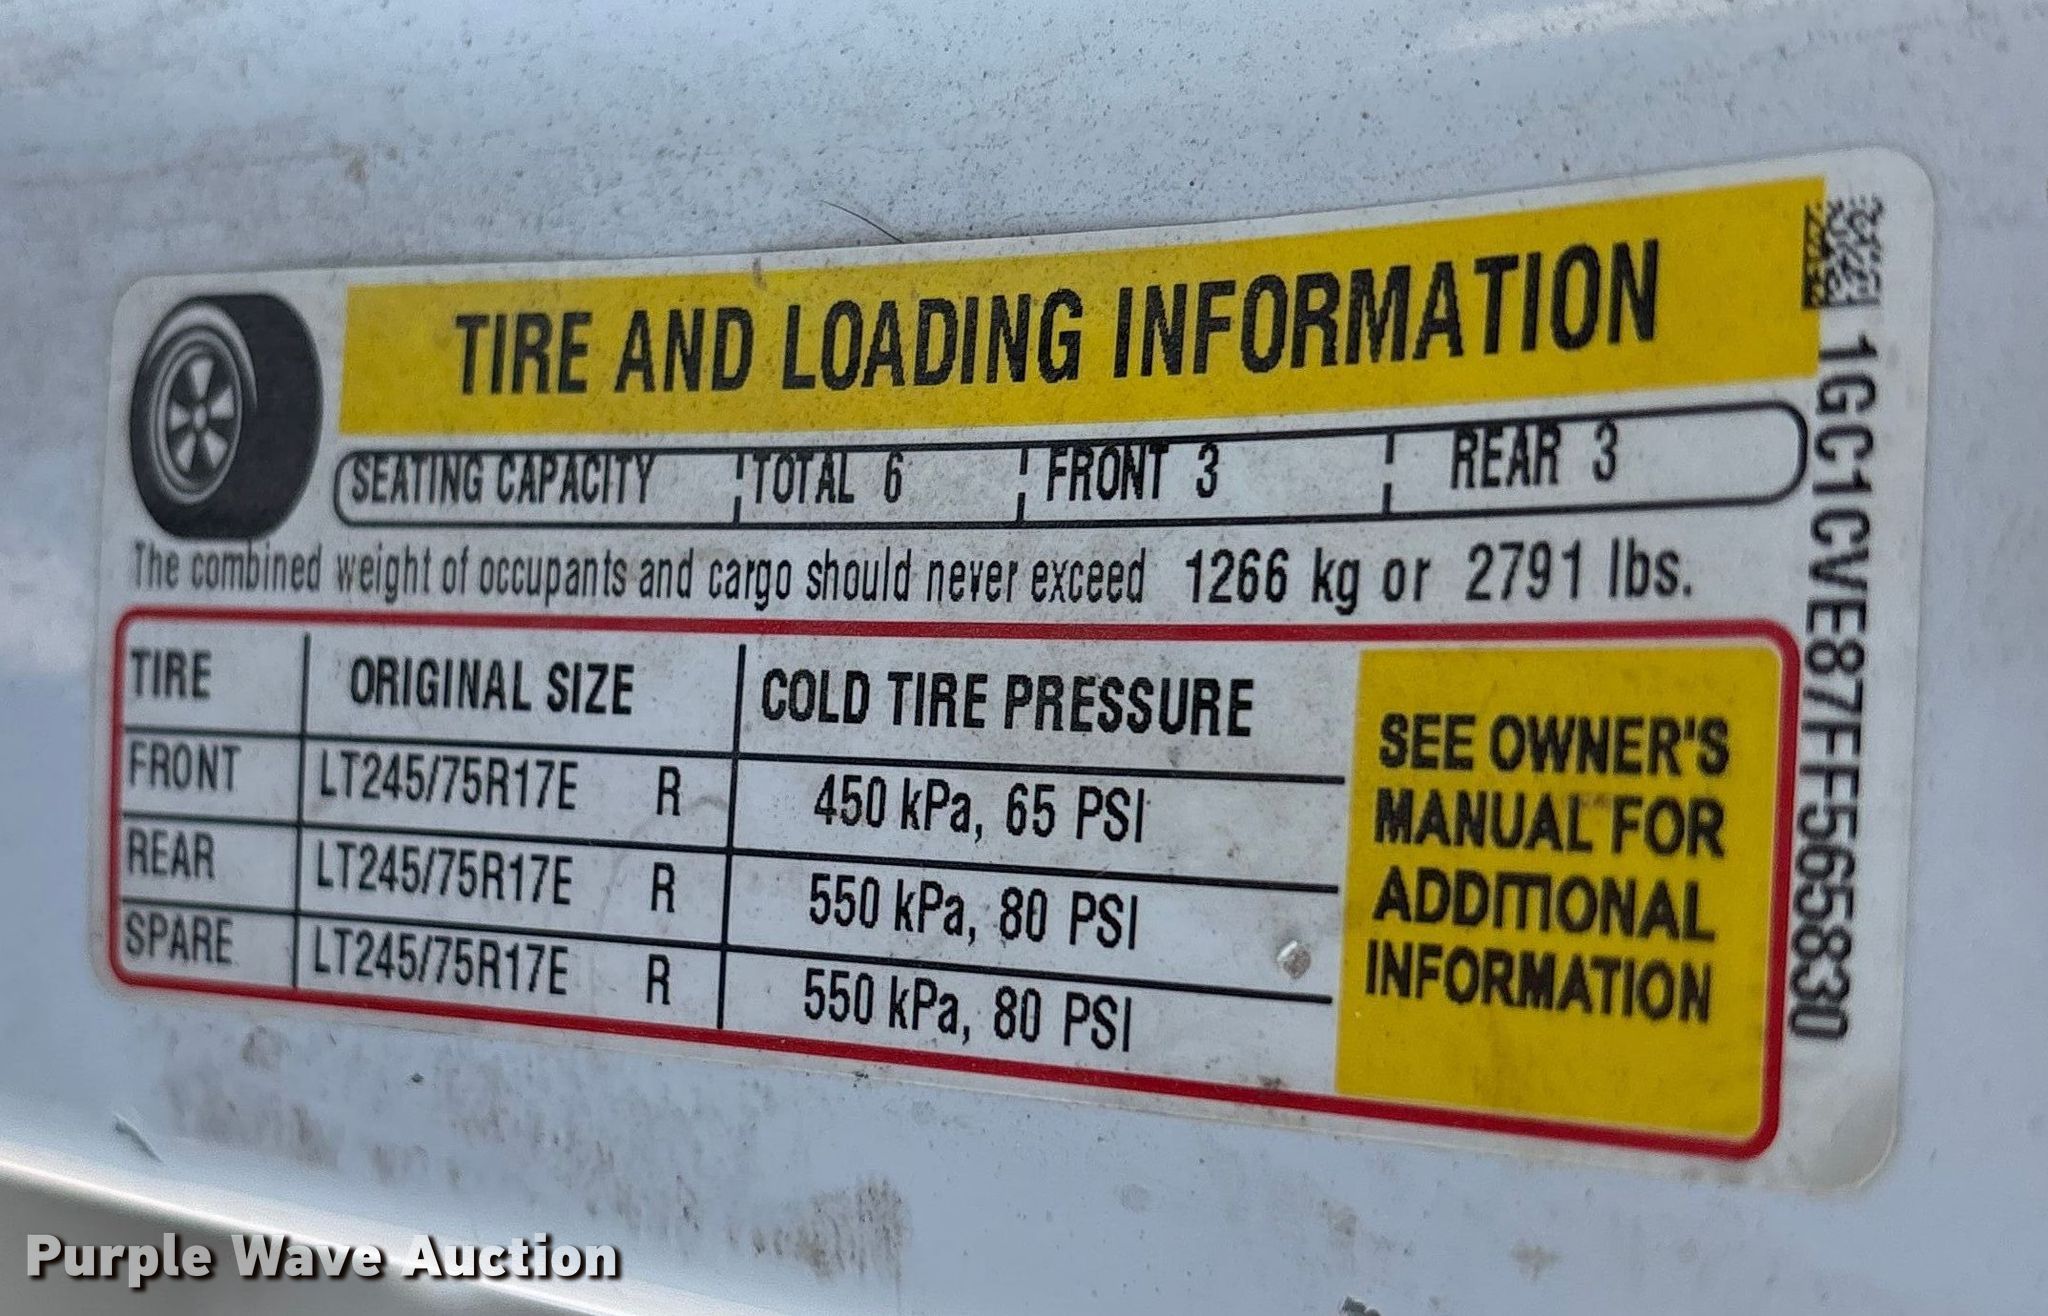 TIRE AND LOADING INFORMATION
SEATING CAPACITY TOTAL 6 FRONT 3 REAR 3
The combined weight of occupants and cargo should never exceed 1266 kg or 2791 lbs.
TIRE ORIGINAL SIZE COLD TIRE PRESSURE
FRONT LT245/75R17E R 450 kPa, 65 PSI
REAR LT245/75R17E R 550 kPa, 80 PSI
SPARE LT245/75R17E R 550 kPa, 80 PSI
SEE OWNER'S
MANUAL FOR
ADDITIONAL
INFORMATION
1GC1CVE87FF565830
Purple Wave Auction